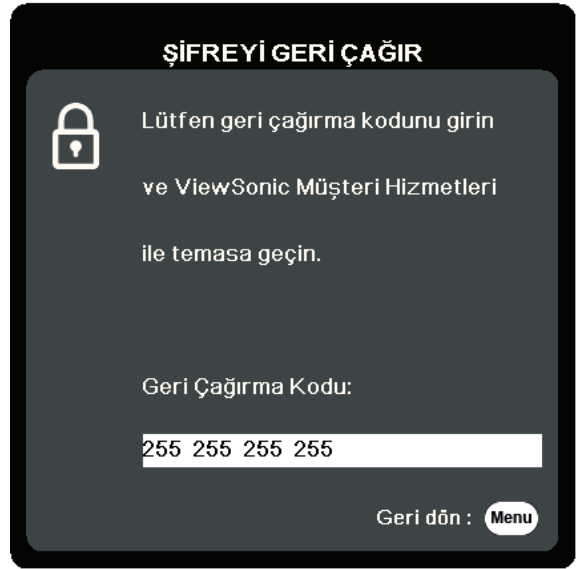 ŞİFREYİ GERİ ÇAĞIR
Lütfen geri çağırma kodunu girin
ve ViewSonic Müşteri Hizmetleri
ile temasa geçin.
Geri Çağırma Kodu:
255 255 255 255
Geri dön : Menu